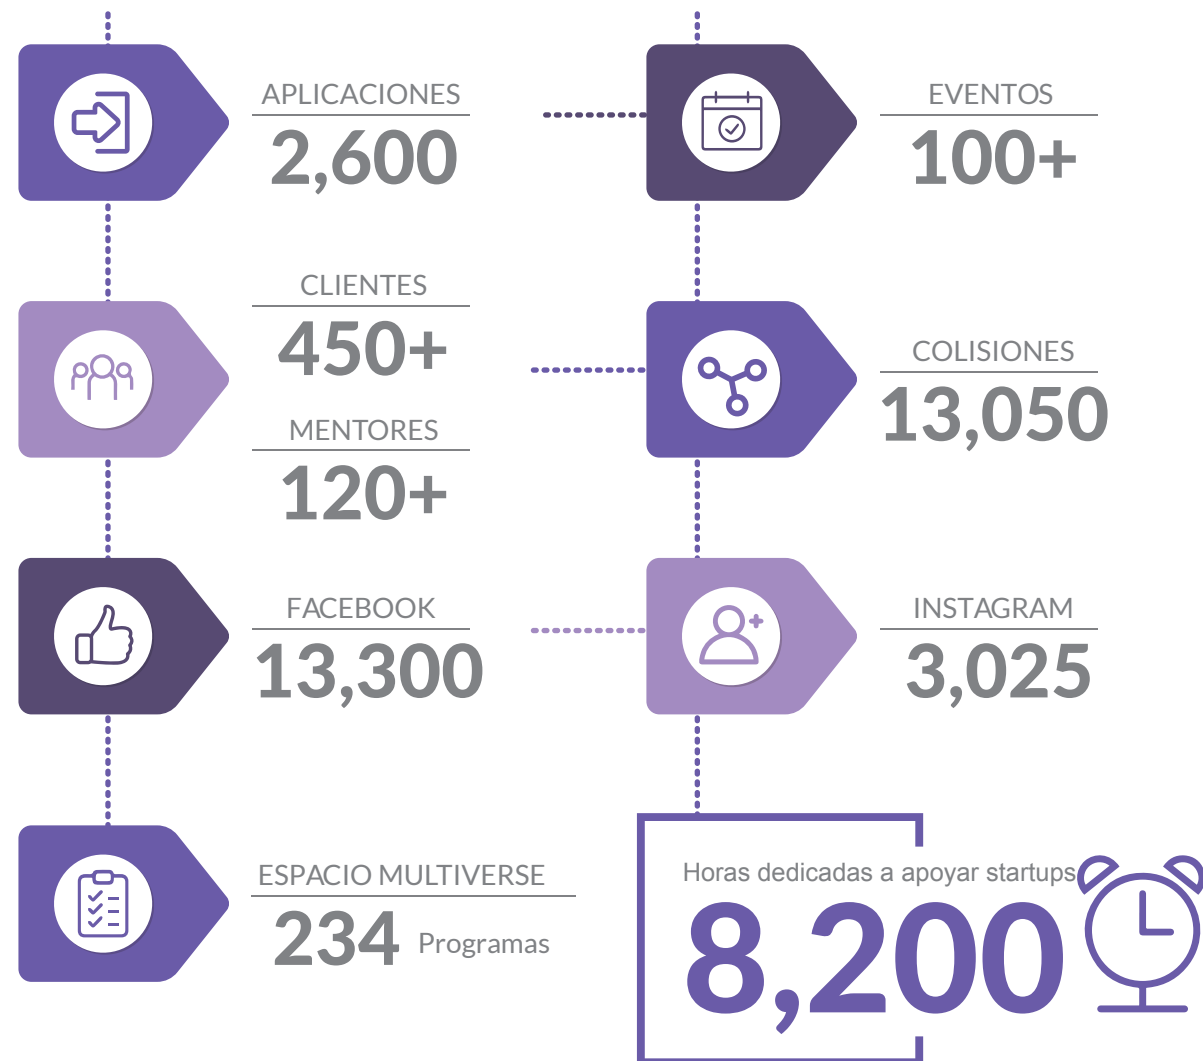 APLICACIONES
2,600
EVENTOS
100+
CLIENTES
450+
MENTORES
120+
COLISIONES
13,050
FACEBOOK
13,300
INSTAGRAM
3,025
ESPACIO MULTIVERSE
234 Programas
Horas dedicadas a apoyar startups
8,200